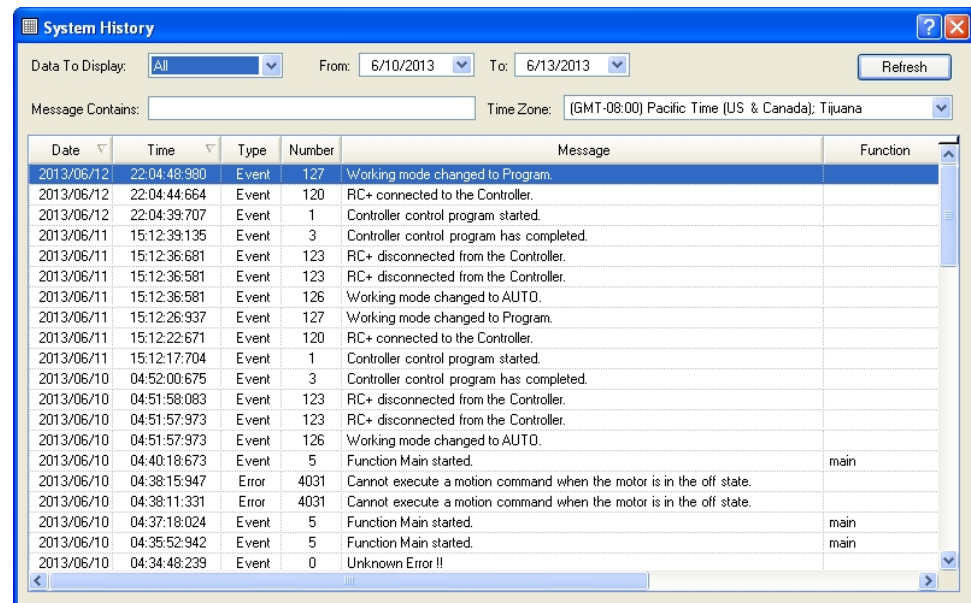 System History
Data To Display: All From: 6/10/2013 To: 6/13/2013 Refresh
Message Contains: Time Zone: (GMT-08:00) Pacific Time (US & Canada); Tijuana
Date Time Type Number Message Function
2013/06/12 22:04:48:980 Event 127 Working mode changed to Program.
2013/06/12 22:04:44:664 Event 120 RC+ connected to the Controller.
2013/06/12 22:04:39:707 Event 1 Controller control program started.
2013/06/11 15:12:39:135 Event 3 Controller control program has completed.
2013/06/11 15:12:36:681 Event 123 RC+ disconnected from the Controller.
2013/06/11 15:12:36:581 Event 123 RC+ disconnected from the Controller.
2013/06/11 15:12:36:581 Event 126 Working mode changed to AUTO.
2013/06/11 15:12:26:937 Event 127 Working mode changed to Program.
2013/06/11 15:12:22:671 Event 120 RC+ connected to the Controller.
2013/06/11 15:12:17:704 Event 1 Controller control program started.
2013/06/10 04:52:00:675 Event 3 Controller control program has completed.
2013/06/10 04:51:58:083 Event 123 RC+ disconnected from the Controller.
2013/06/10 04:51:57:973 Event 123 RC+ disconnected from the Controller.
2013/06/10 04:51:57:973 Event 126 Working mode changed to AUTO.
2013/06/10 04:40:18:673 Event 5 Function Main started. main
2013/06/10 04:38:15:947 Error 4031 Cannot execute a motion command when the motor is in the off state.
2013/06/10 04:38:11:331 Error 4031 Cannot execute a motion command when the motor is in the off state.
2013/06/10 04:37:18:024 Event 5 Function Main started. main
2013/06/10 04:35:52:942 Event 5 Function Main started. main
2013/06/10 04:34:48:239 Event 0 Unknown Error !!